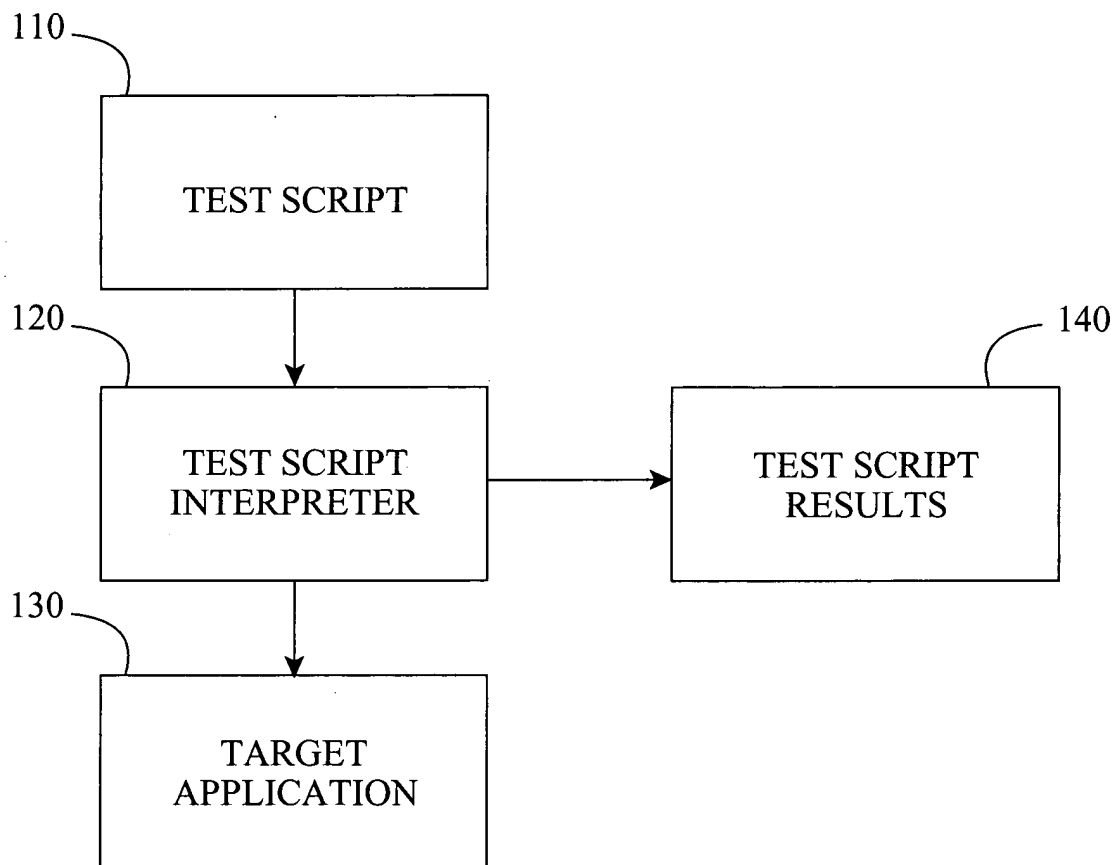 110
TEST SCRIPT
120
TEST SCRIPT
INTERPRETER
140
TEST SCRIPT
RESULTS
130
TARGET
APPLICATION